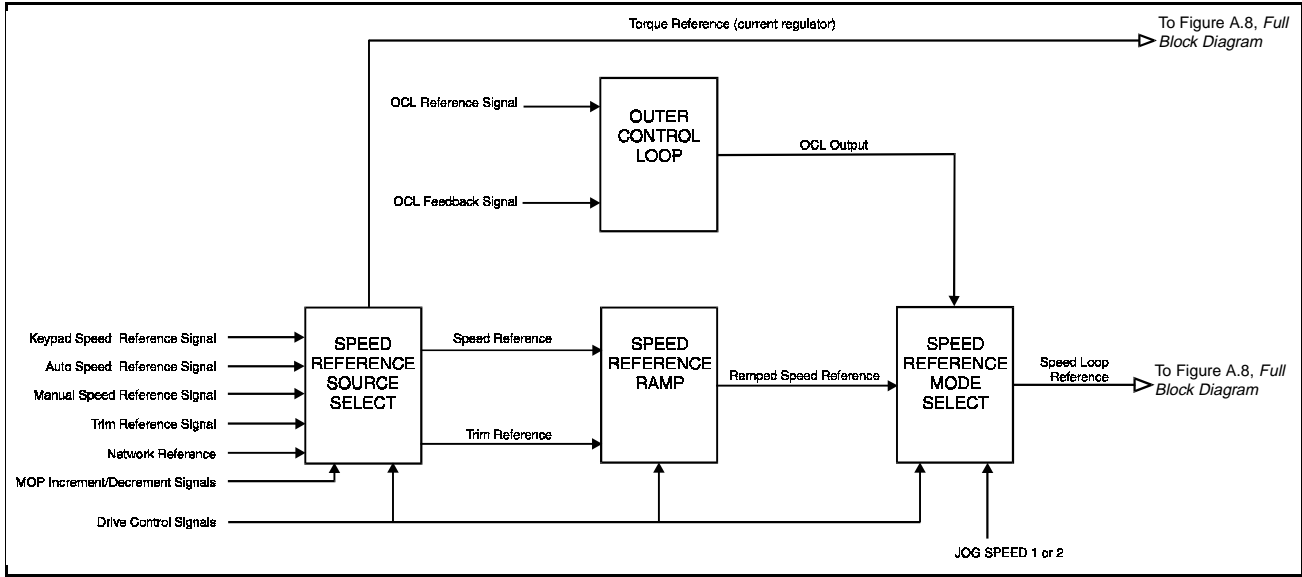 Torque Reference (current regulator)
To Figure A.8, Full
Block Diagram
OCL Reference Signal
OUTER
CONTROL
LOOP
OCL Output
OCL Feedback Signal
Keypad Speed Reference Signal
Auto Speed Reference Signal
Manual Speed Reference Signal
Trim Reference Signal
Network Reference
MOP Increment/Decrement Signals
Drive Control Signals
SPEED
REFERENCE
SOURCE
SELECT
Speed Reference
Trim Reference
SPEED
REFERENCE
RAMP
Ramped Speed Reference
SPEED
REFERENCE
MODE
SELECT
JOG SPEED 1 or 2
Speed Loop
Reference
To Figure A.8, Full
Block Diagram